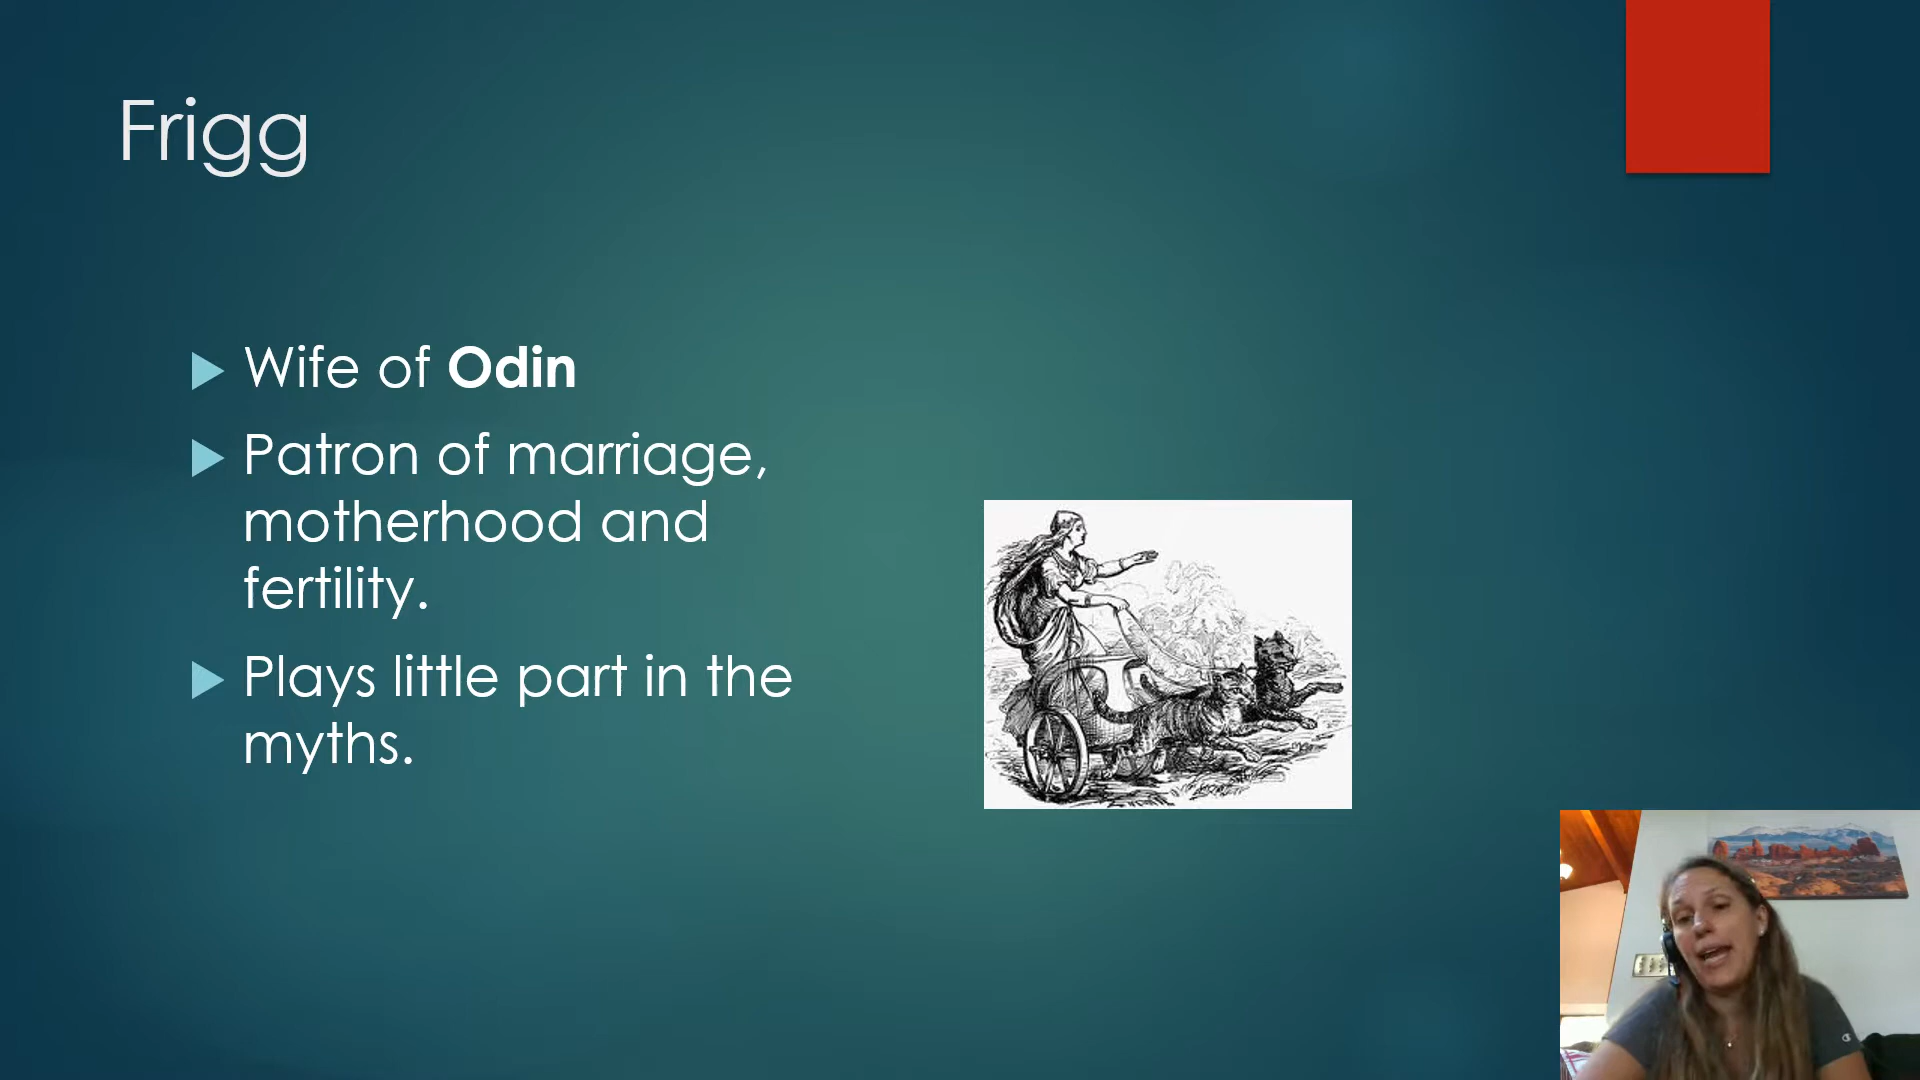 Frigg
Wife of Odin
Patron of marriage,
motherhood and
fertility.
Plays little part in the
myths.